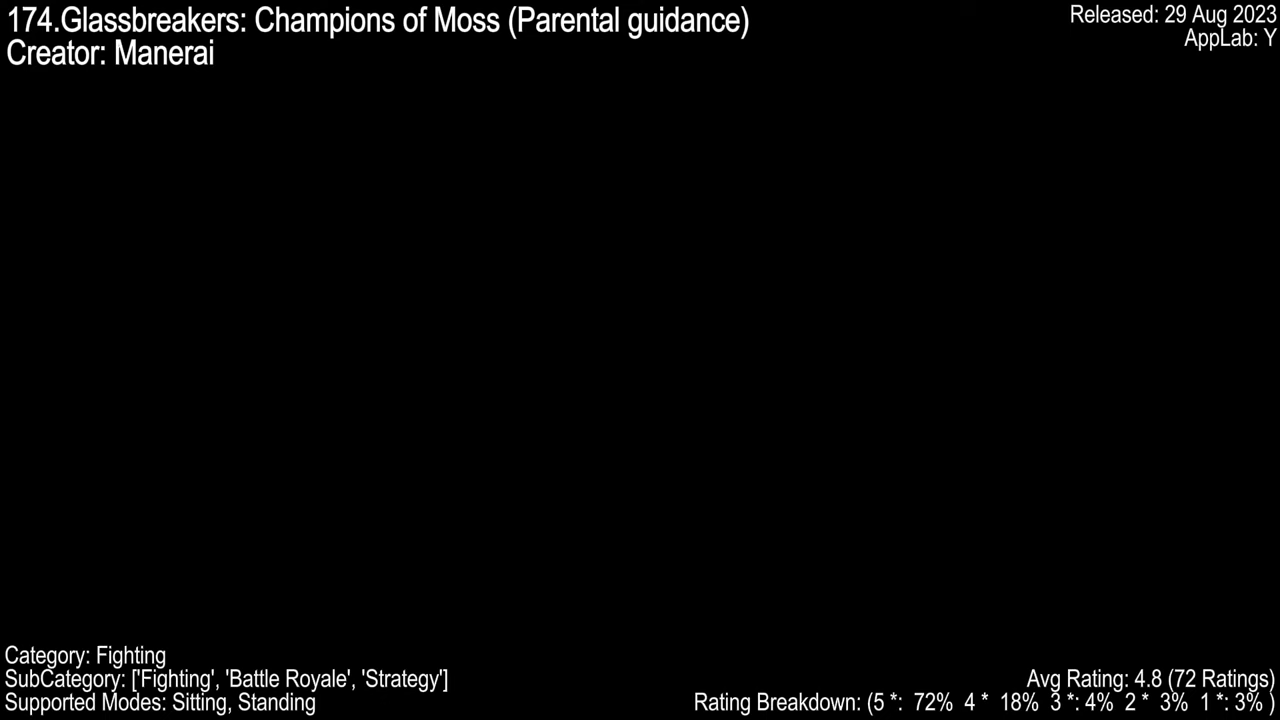 174.Glassbreakers: Champions of Moss (Parental guidance)
Creator: Manerai
Released: 29 Aug 2023
AppLab: Y
Category: Fighting
SubCategory: ['Fighting', 'Battle Royale', 'Strategy']
Supported Modes: Sitting, Standing
Avg Rating: 4.8 (72 Ratings)
Rating Breakdown: (5 *: 72% 4 * 18% 3 *: 4% 2 * 3% 1 *: 3% )